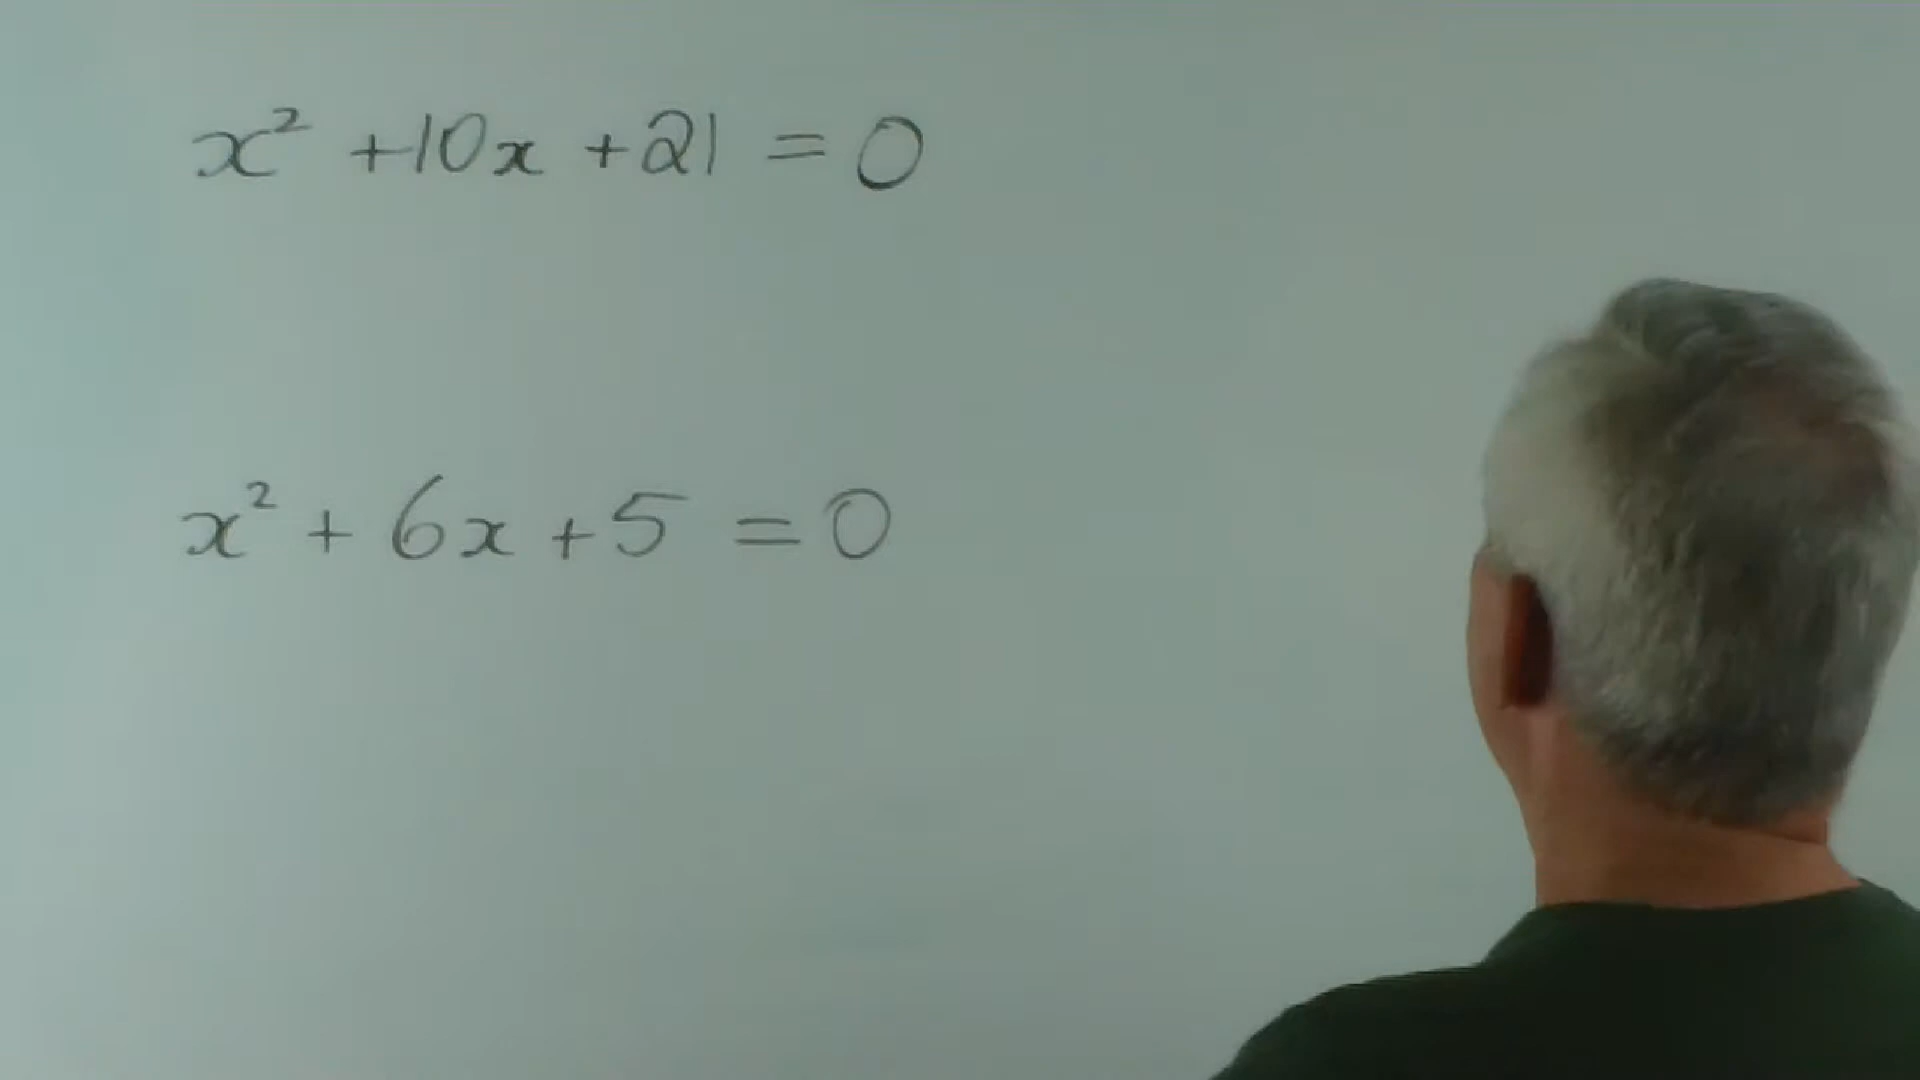 x² + 10x + 21 = 0
x² + 6x + 5 = 0